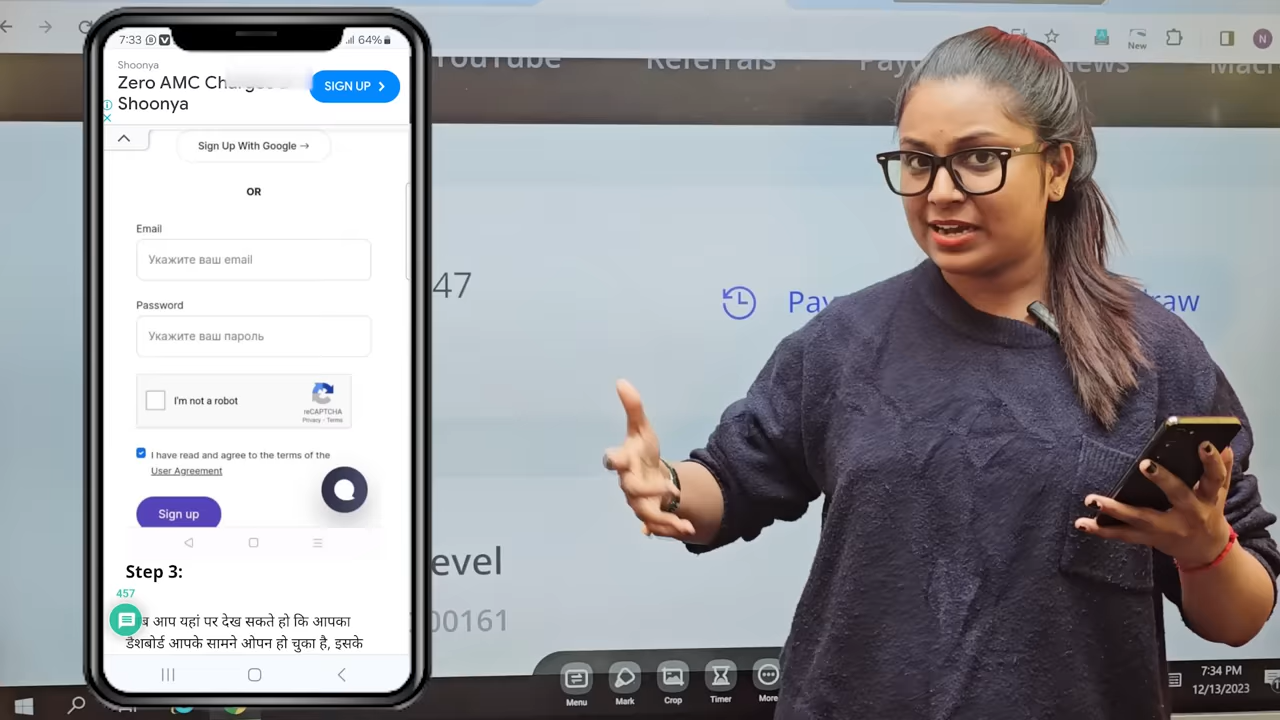 7:33
64%
Shoonya
Zero AMC Charges
Shoonya
SIGN UP
Sign Up With Google →
OR
Email
Укажите ваш email
Password
Укажите ваш пароль
I'm not a robot
reCAPTCHA
Privacy - Terms
I have read and agree to the terms of the
User Agreement
Sign up
Step 3:
457
आप यहां पर देख सकते हो कि आपका
डैशबोर्ड आपके सामने ओपन हो चुका है, इसके
YouTube
Referrals
News
New
N
47
evel
00161
Menu
Mark
Crop
Timer
More
7:34 PM
12/13/2023